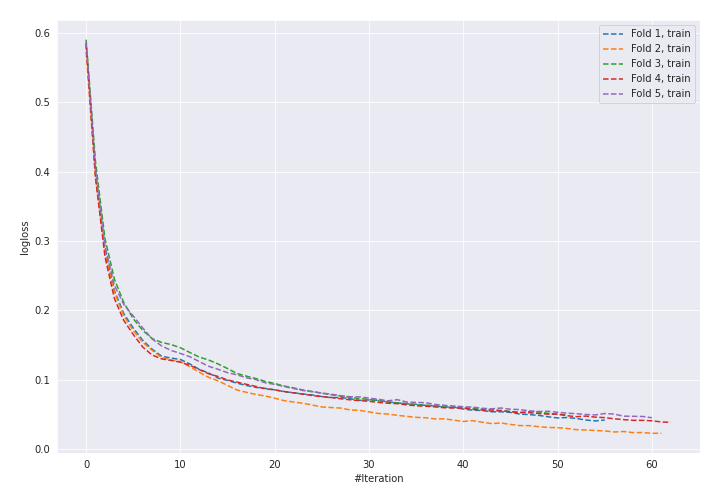 0.6
0.5
0.4
0.3
0.2
0.1
0.0
logloss
0
10
20
30
40
50
60
#Iteration
Fold 1, train
Fold 2, train
Fold 3, train
Fold 4, train
Fold 5, train